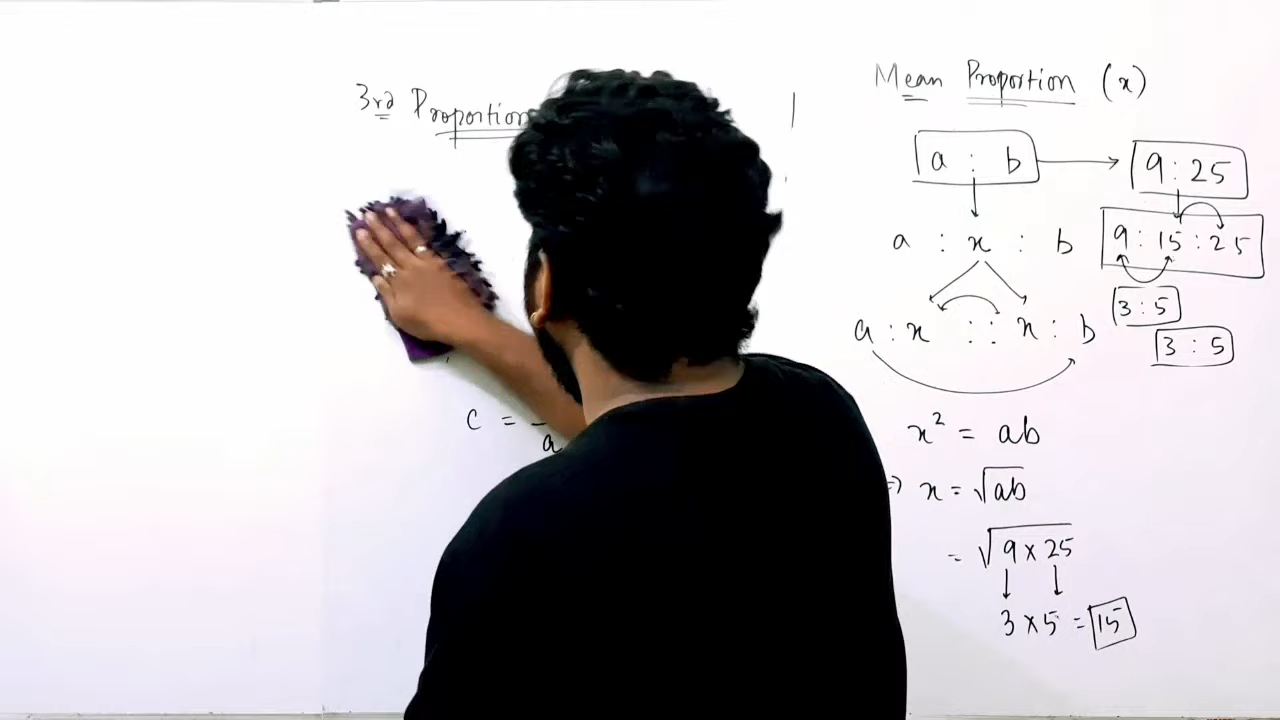 3rd Proportion
c =
a
Mean Proportion (x)
a : b → 9 : 25
a : x : b
9 : 15 : 25
3 : 5
a : x :: x : b
3 : 5
x² = ab
⇒ x = √ab
= √9 × 25
3 × 5 = 15